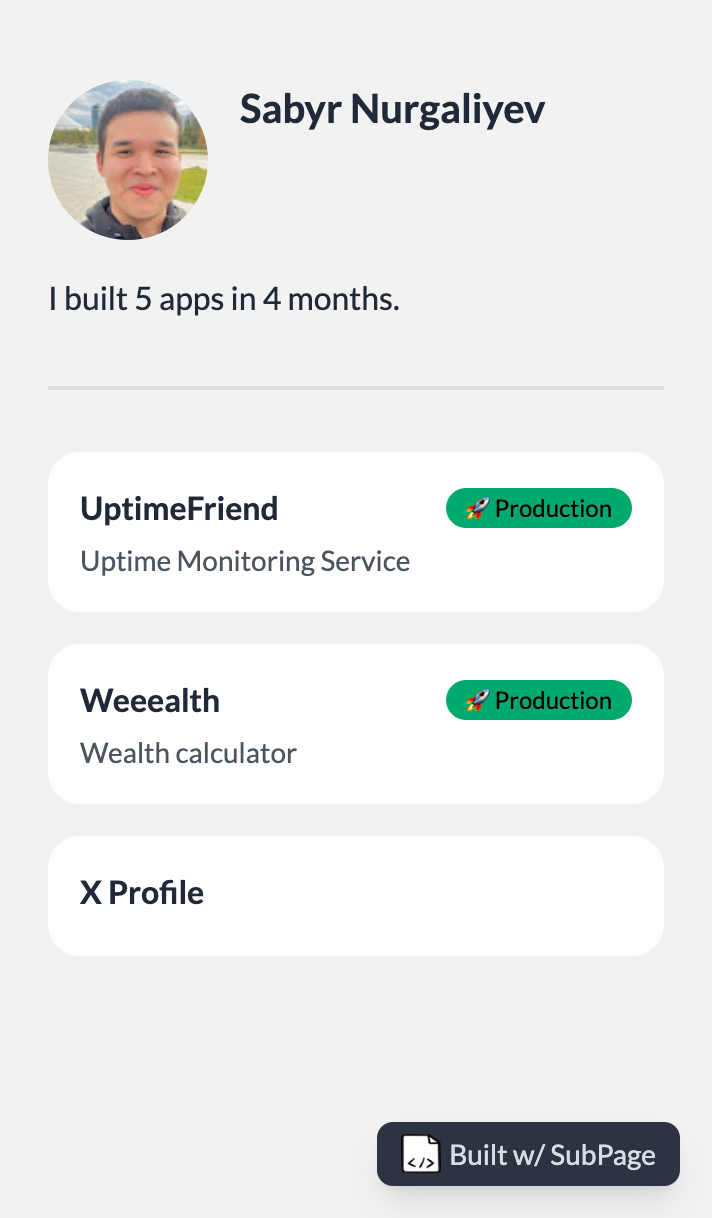 Sabyr Nurgaliyev
I built 5 apps in 4 months.
UptimeFriend
🚀 Production
Uptime Monitoring Service
Weeealth
🚀 Production
Wealth calculator
X Profile
</> Built w/ SubPage